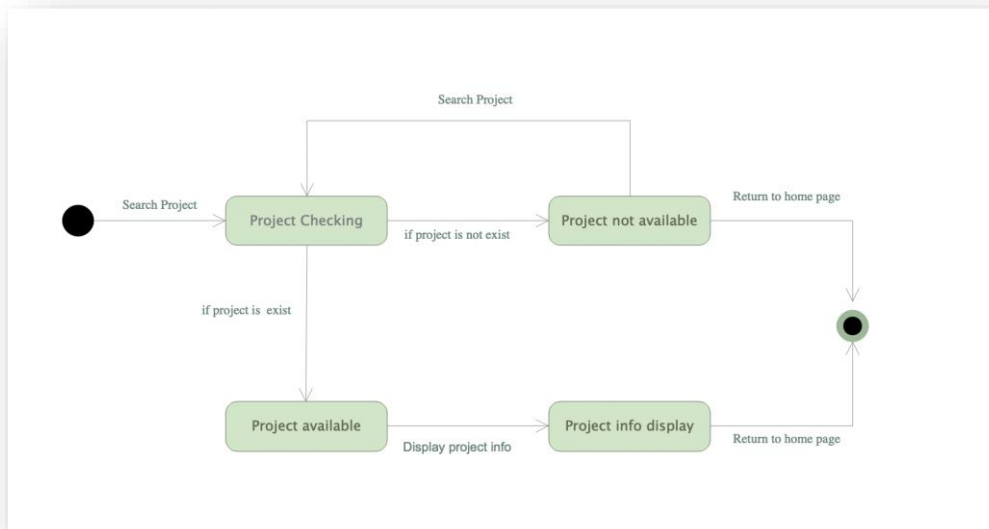 Search Project
Search Project
Project Checking
if project is not exist
Project not available
Return to home page
if project is  exist
Project available
Display project info
Project info display
Return to home page